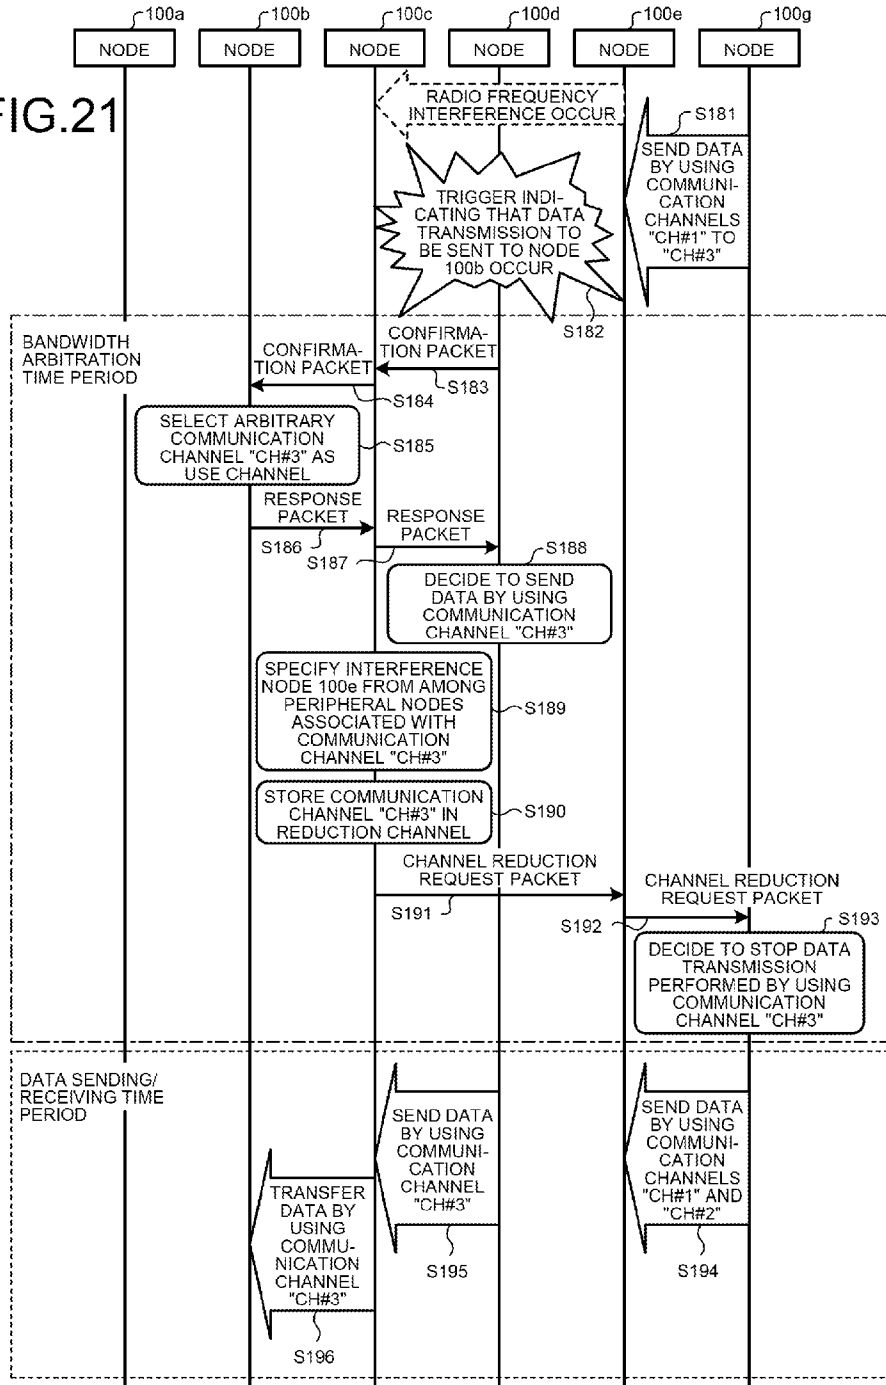 100a
100b
100c
100d
100e
100g
NODE
NODE
NODE
NODE
NODE
NODE
FIG.21
RADIO FREQUENCY
INTERFERENCE OCCUR
S181
SEND DATA
BY USING
COMMUNI-
CATION
CHANNELS
"CH#1" TO
"CH#3"
TRIGGER INDI-
CATING THAT DATA
TRANSMISSION TO
BE SENT TO NODE
100b OCCUR
S182
BANDWIDTH
ARBITRATION
TIME PERIOD
CONFIRMA-
TION PACKET
S183
CONFIRMA-
TION PACKET
S184
SELECT ARBITRARY
COMMUNICATION
CHANNEL "CH#3" AS
USE CHANNEL
S185
RESPONSE
PACKET
S186
RESPONSE
PACKET
S187
S188
DECIDE TO SEND
DATA BY USING
COMMUNICATION
CHANNEL "CH#3"
SPECIFY INTERFERENCE
NODE 100e FROM AMONG
PERIPHERAL NODES
ASSOCIATED WITH
COMMUNICATION
CHANNEL "CH#3"
S189
STORE COMMUNICATION
CHANNEL "CH#3" IN
REDUCTION CHANNEL
S190
CHANNEL REDUCTION
REQUEST PACKET
S191
CHANNEL REDUCTION
REQUEST PACKET
S192
S193
DECIDE TO STOP DATA
TRANSMISSION
PERFORMED BY USING
COMMUNICATION
CHANNEL "CH#3"
DATA SENDING/
RECEIVING TIME
PERIOD
SEND DATA
BY USING
COMMUNI-
CATION
CHANNELS
"CH#1" AND
"CH#2"
S194
SEND DATA
BY USING
COMMUNI-
CATION
CHANNEL
"CH#3"
S195
TRANSFER
DATA BY
USING
COMMU-
NICATION
CHANNEL
"CH#3"
S196